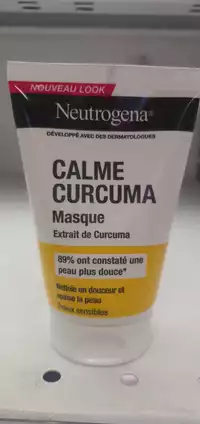 NOUVEAU LOOK
Neutrogena®
DÉVELOPPÉ AVEC DES DERMATOLOGUES
CALME
CURCUMA
Masque
Extrait de Curcuma
89% ont constaté une
peau plus douce*
Nettoie en douceur et
apaise la peau
Peaux sensibles